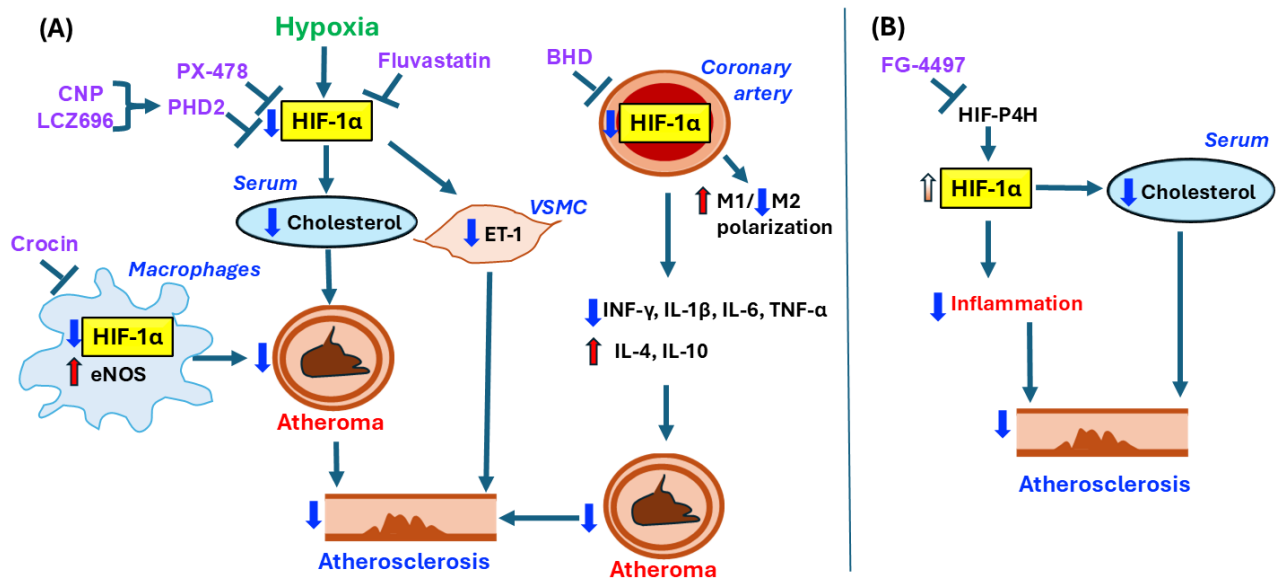 (A)
Hypoxia
PX-478
Fluvastatin
CNP
LCZ696
PHD2
HIF-1α
Serum
Cholesterol
VSMC
ET-1
Crocin
Macrophages
HIF-1α
eNOS
Atheroma
Atherosclerosis
BHD
Coronary
artery
HIF-1α
M1/ M2
polarization
INF-γ, IL-1β, IL-6, TNF-α
IL-4, IL-10
Atheroma
(B)
FG-4497
HIF-P4H
HIF-1α
Serum
Cholesterol
Inflammation
Atherosclerosis